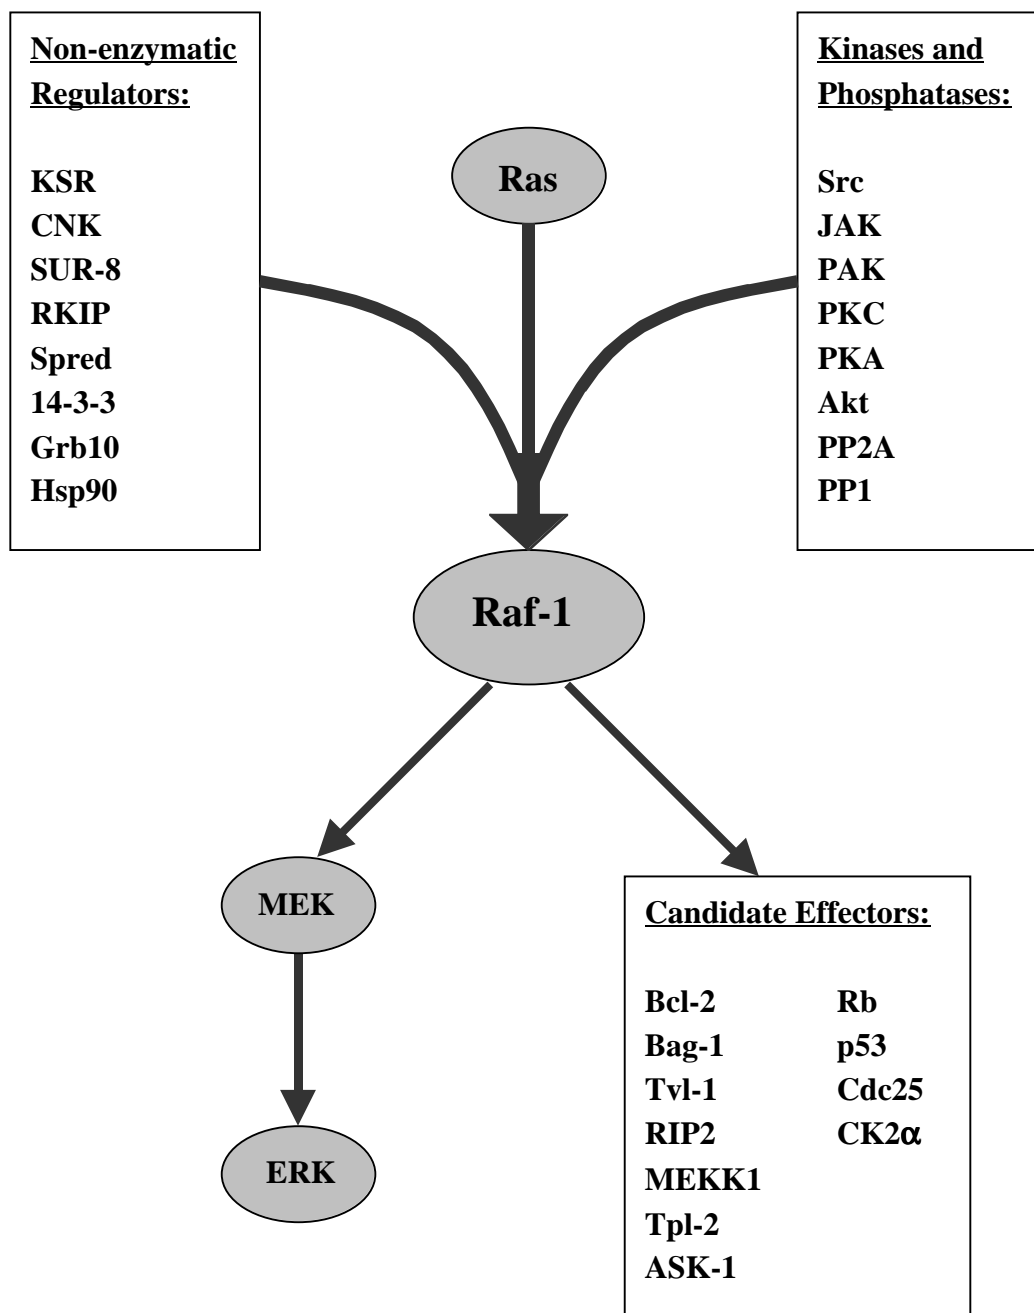 Non-enzymatic
Regulators:
KSR
CNK
SUR-8
RKIP
Spred
14-3-3
Grb10
Hsp90
Ras
Kinases and
Phosphatases:
Src
JAK
PAK
PKC
PKA
Akt
PP2A
PP1
Raf-1
MEK
ERK
Candidate Effectors:
Bcl-2 Rb
Bag-1 p53
Tvl-1 Cdc25
RIP2 CK2α
MEKK1
Tpl-2
ASK-1